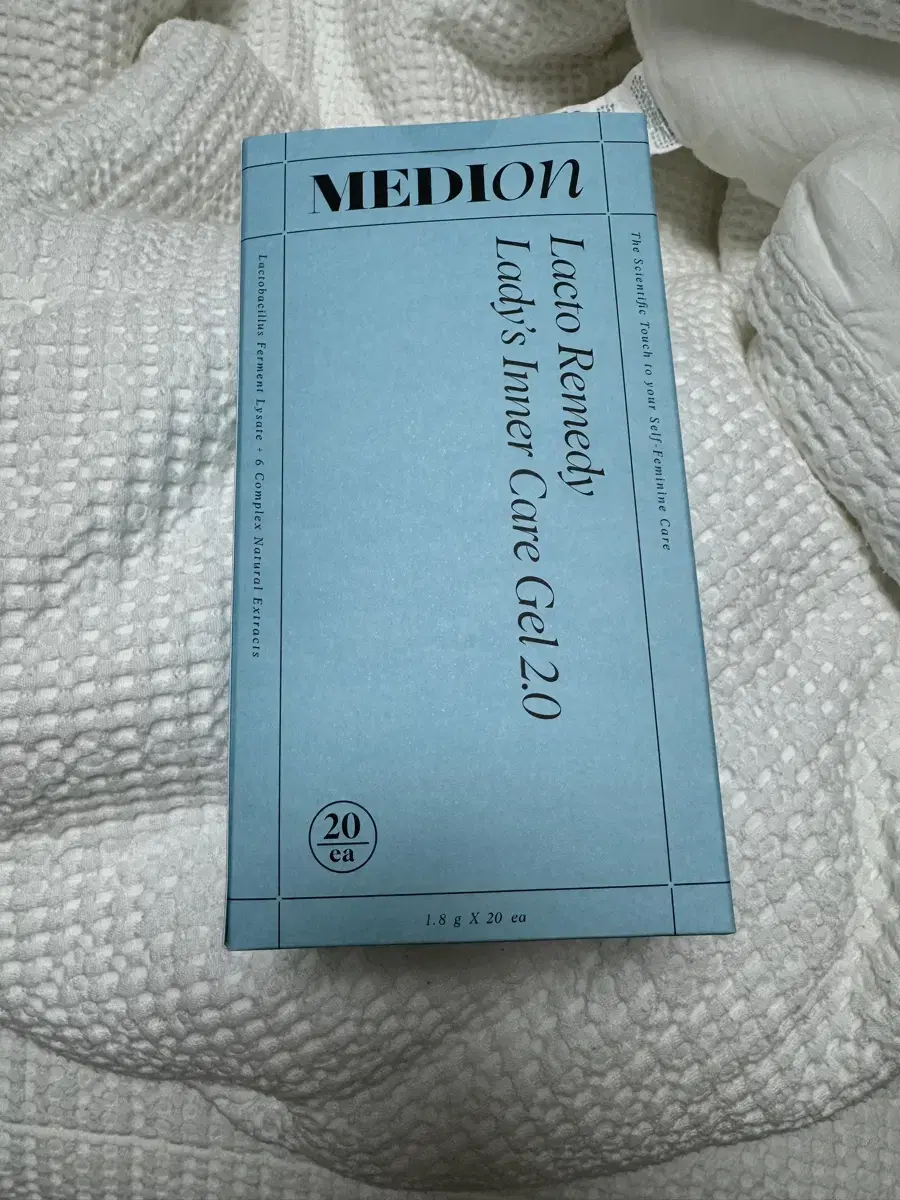 MEDIon
Lacto Remedy
Lady's Inner Care Gel 2.0
The Scientific Touch to your Self-Feminine Care
Lactobacillus Ferment Lysate + 6 Complex Natural Extracts
20
ea
1.8 g X 20 ea